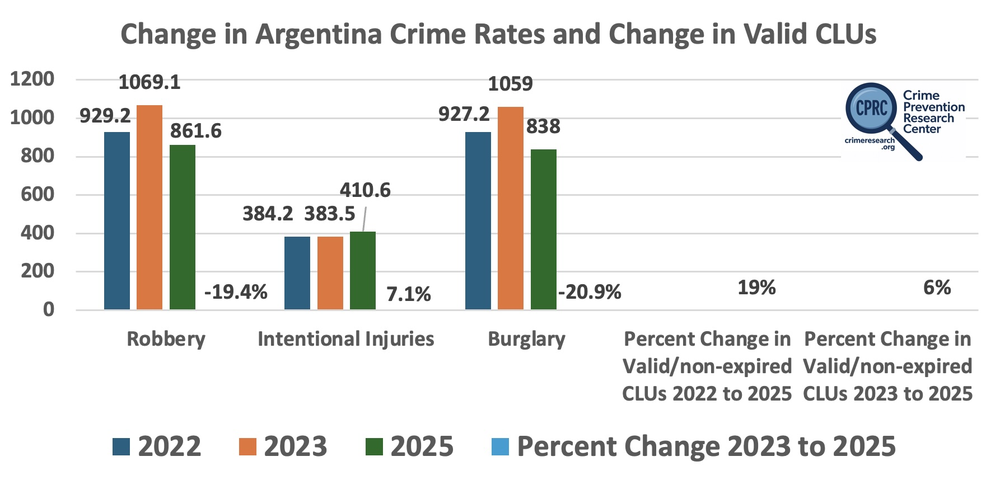 Change in Argentina Crime Rates and Change in Valid CLUs
1200
1000
800
600
400
200
0
929.2
1069.1
861.6
-19.4%
384.2
383.5
410.6
7.1%
927.2
1059
838
-20.9%
19%
6%
CPRC
Crime
Prevention
Research
Center
crimeresearch
.org
Robbery
Intentional Injuries
Burglary
Percent Change in
Valid/non-expired
CLUs 2022 to 2025
Percent Change in
Valid/non-expired
CLUs 2023 to 2025
2022
2023
2025
Percent Change 2023 to 2025